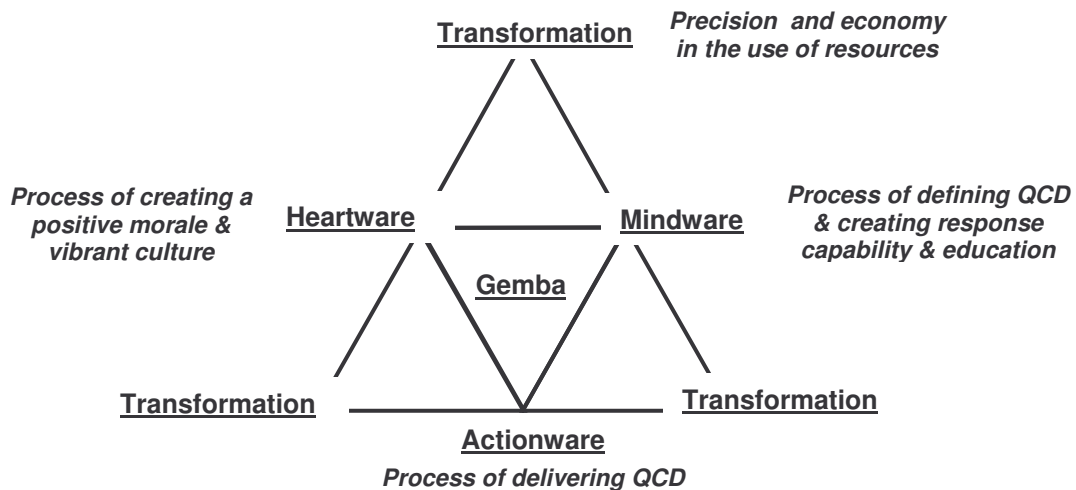 Transformation
Precision and economy
in the use of resources
Process of creating a
positive morale &
vibrant culture
Heartware
Mindware
Process of defining QCD
& creating response
capability & education
Gemba
Transformation
Transformation
Actionware
Process of delivering QCD